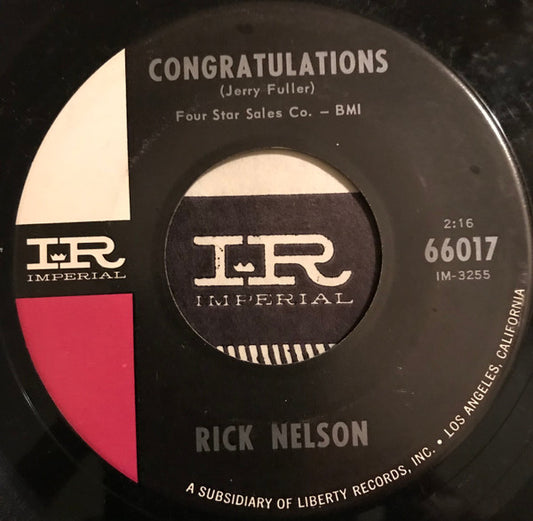 CONGRATULATIONS
(Jerry Fuller)
Four Star Sales Co. – BMI
IR
IMPERIAL
IR
IMPERIAL
2:16
66017
IM-3255
RICK NELSON
A SUBSIDIARY OF LIBERTY RECORDS, INC. • LOS ANGELES, CALIFORNIA